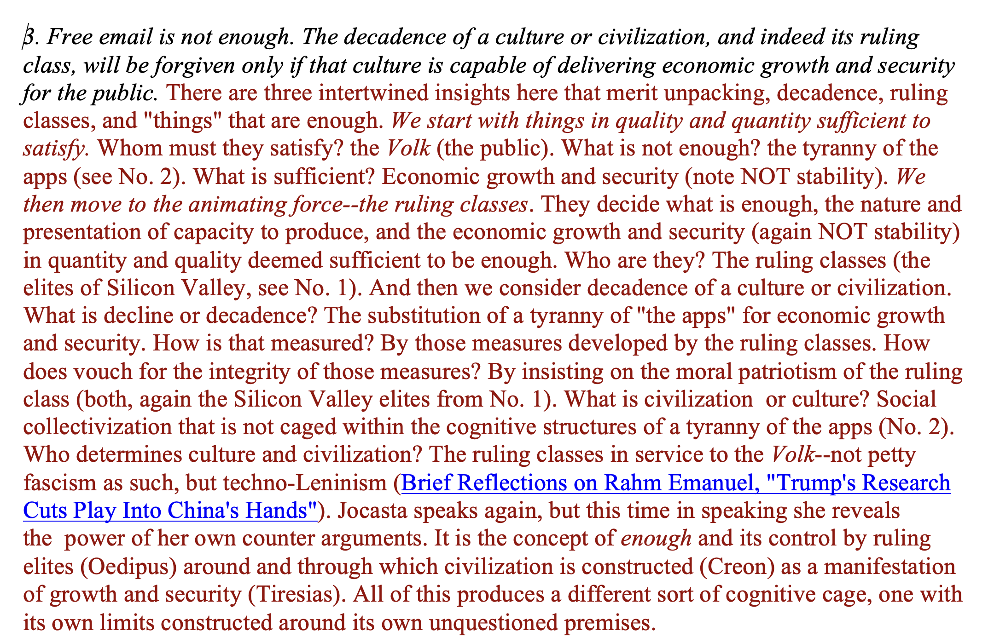 3. Free email is not enough. The decadence of a culture or civilization, and indeed its ruling
class, will be forgiven only if that culture is capable of delivering economic growth and security
for the public. There are three intertwined insights here that merit unpacking, decadence, ruling
classes, and "things" that are enough. We start with things in quality and quantity sufficient to
satisfy. Whom must they satisfy? the Volk (the public). What is not enough? the tyranny of the
apps (see No. 2). What is sufficient? Economic growth and security (note NOT stability). We
then move to the animating force--the ruling classes. They decide what is enough, the nature and
presentation of capacity to produce, and the economic growth and security (again NOT stability)
in quantity and quality deemed sufficient to be enough. Who are they? The ruling classes (the
elites of Silicon Valley, see No. 1). And then we consider decadence of a culture or civilization.
What is decline or decadence? The substitution of a tyranny of "the apps" for economic growth
and security. How is that measured? By those measures developed by the ruling classes. How
does vouch for the integrity of those measures? By insisting on the moral patriotism of the ruling
class (both, again the Silicon Valley elites from No. 1). What is civilization  or culture? Social
collectivization that is not caged within the cognitive structures of a tyranny of the apps (No. 2).
Who determines culture and civilization? The ruling classes in service to the Volk--not petty
fascism as such, but techno-Leninism (Brief Reflections on Rahm Emanuel, "Trump's Research
Cuts Play Into China's Hands"). Jocasta speaks again, but this time in speaking she reveals
the  power of her own counter arguments. It is the concept of enough and its control by ruling
elites (Oedipus) around and through which civilization is constructed (Creon) as a manifestation
of growth and security (Tiresias). All of this produces a different sort of cognitive cage, one with
its own limits constructed around its own unquestioned premises.